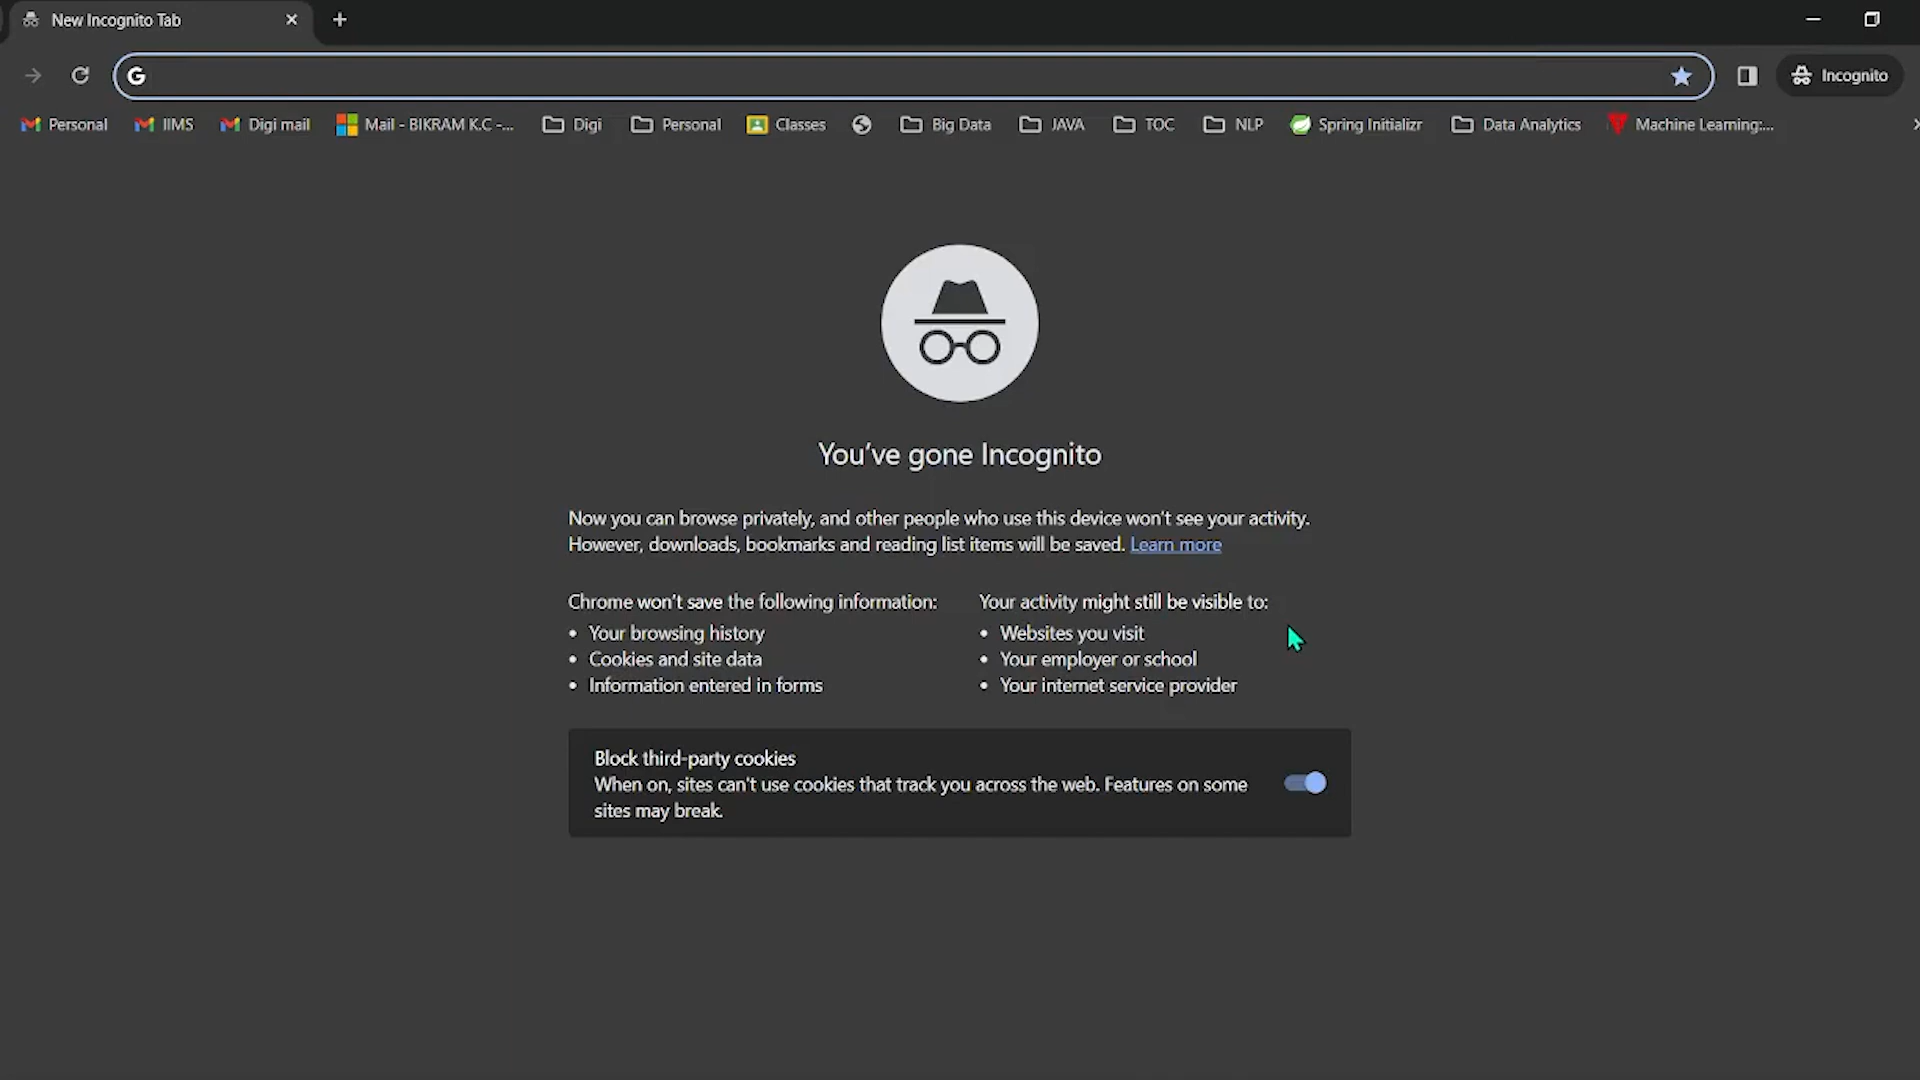 New Incognito Tab
Incognito
Personal IIMS Digi mail Mail - BIKRAM K.C -... Digi Personal Classes Big Data JAVA TOC NLP Spring Initializr Data Analytics Machine Learning:...
You've gone Incognito
Now you can browse privately, and other people who use this device won't see your activity.
However, downloads, bookmarks and reading list items will be saved. Learn more
Chrome won't save the following information:
• Your browsing history
• Cookies and site data
• Information entered in forms
Your activity might still be visible to:
• Websites you visit
• Your employer or school
• Your internet service provider
Block third-party cookies
When on, sites can't use cookies that track you across the web. Features on some
sites may break.